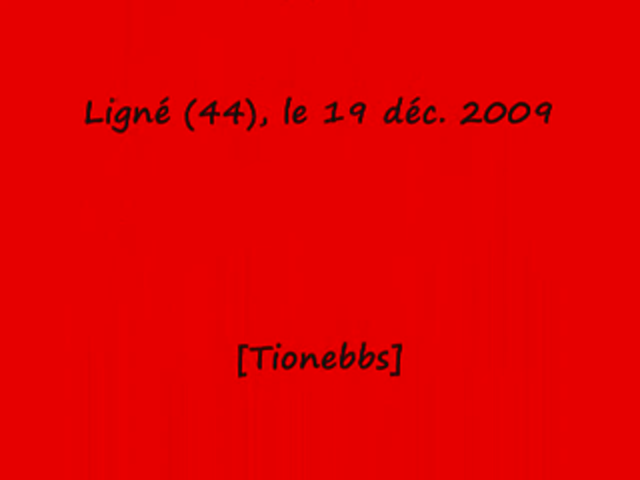 Ligné (44), le 19 déc. 2009
[Tionebbs]